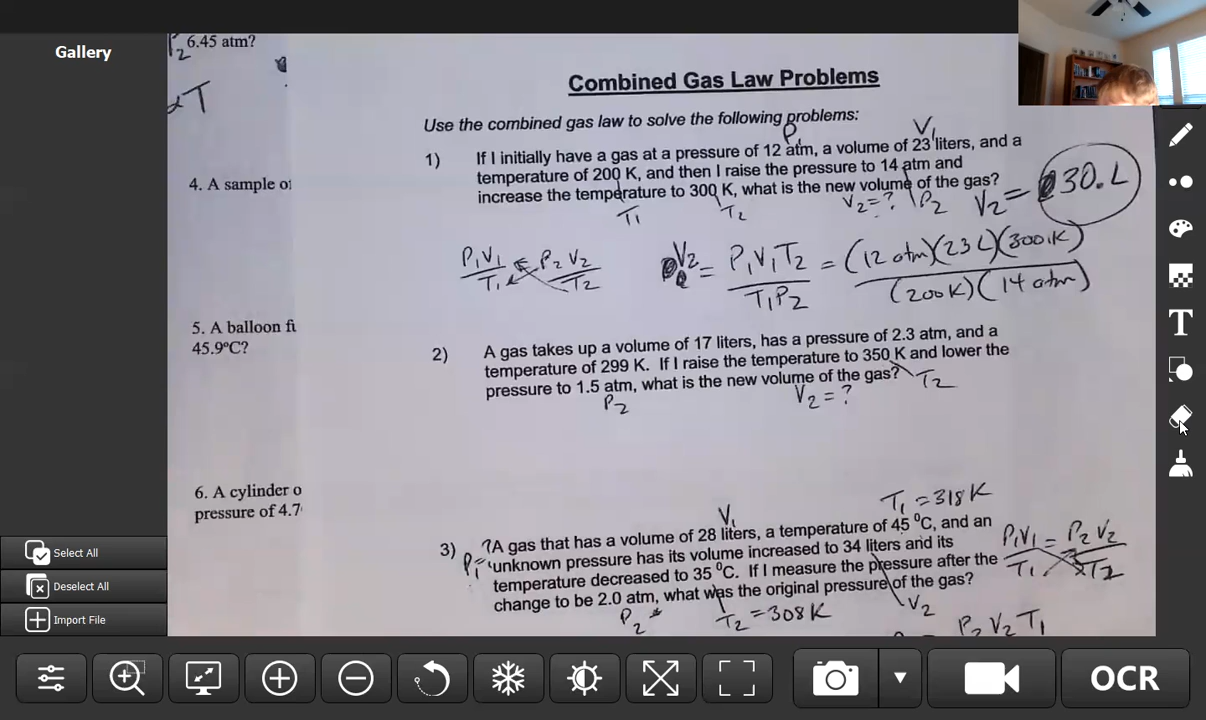 Gallery
6.45 atm?
P2
αT
Combined Gas Law Problems
Use the combined gas law to solve the following problems:
P1 V1
1) If I initially have a gas at a pressure of 12 atm, a volume of 23 liters, and a
temperature of 200 K, and then I raise the pressure to 14 atm and
increase the temperature to 300 K, what is the new volume of the gas?
T1 T2 V2=? P2 V2= 30.L
4. A sample of
P1V1/T1 P2V2/T2 V2 = P1V1T2/T1P2 = (12 atm)(23 L)(300.K)/(200K)(14 atm)
5. A balloon fi
45.9ºC?
2) A gas takes up a volume of 17 liters, has a pressure of 2.3 atm, and a
temperature of 299 K. If I raise the temperature to 350 K and lower the
pressure to 1.5 atm, what is the new volume of the gas?
P2 V2=? T2
6. A cylinder o
pressure of 4.7
V1 T1=318K
3) A gas that has a volume of 28 liters, a temperature of 45 ºC, and an
unknown pressure has its volume increased to 34 liters and its
temperature decreased to 35 ºC. If I measure the pressure after the
change to be 2.0 atm, what was the original pressure of the gas?
P1=?
P1V1/T1 = P2V2/T2
P2 T2=308K V2
P2V2T1
Select All
Deselect All
Import File
T
OCR